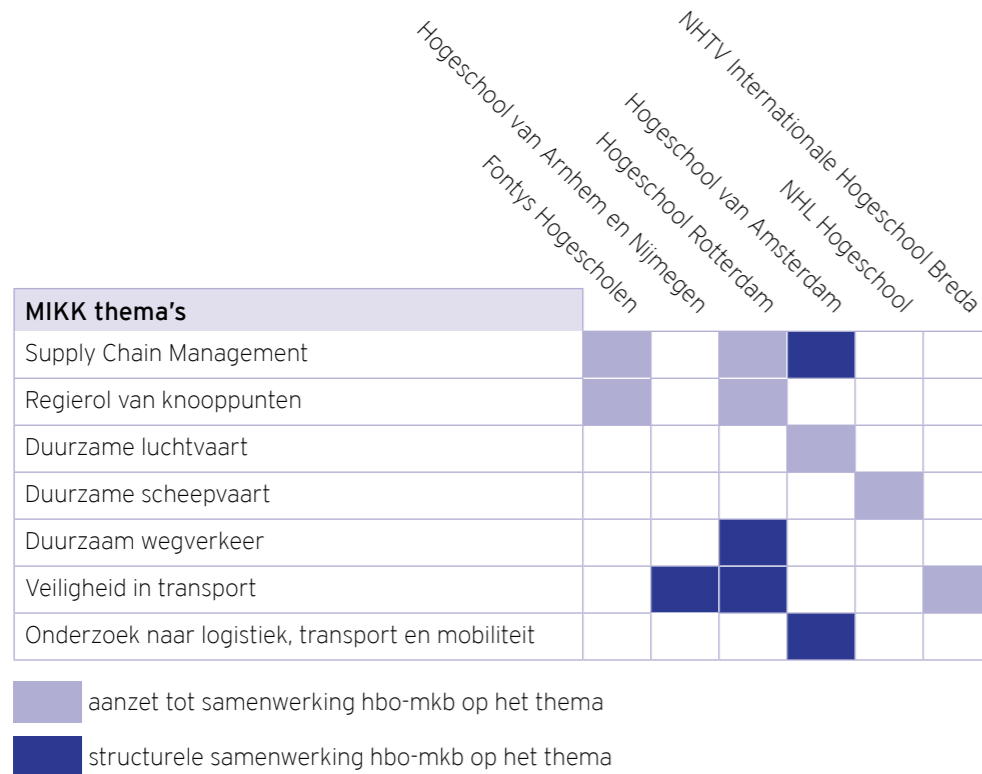 Fontys Hogescholen
Hogeschool van Arnhem en Nijmegen
Hogeschool Rotterdam
Hogeschool van Amsterdam
NHL Hogeschool
NHTV Internationale Hogeschool Breda
MIKK thema's
Supply Chain Management
Regierol van knooppunten
Duurzame luchtvaart
Duurzame scheepvaart
Duurzaam wegverkeer
Veiligheid in transport
Onderzoek naar logistiek, transport en mobiliteit
aanzet tot samenwerking hbo-mkb op het thema
structurele samenwerking hbo-mkb op het thema